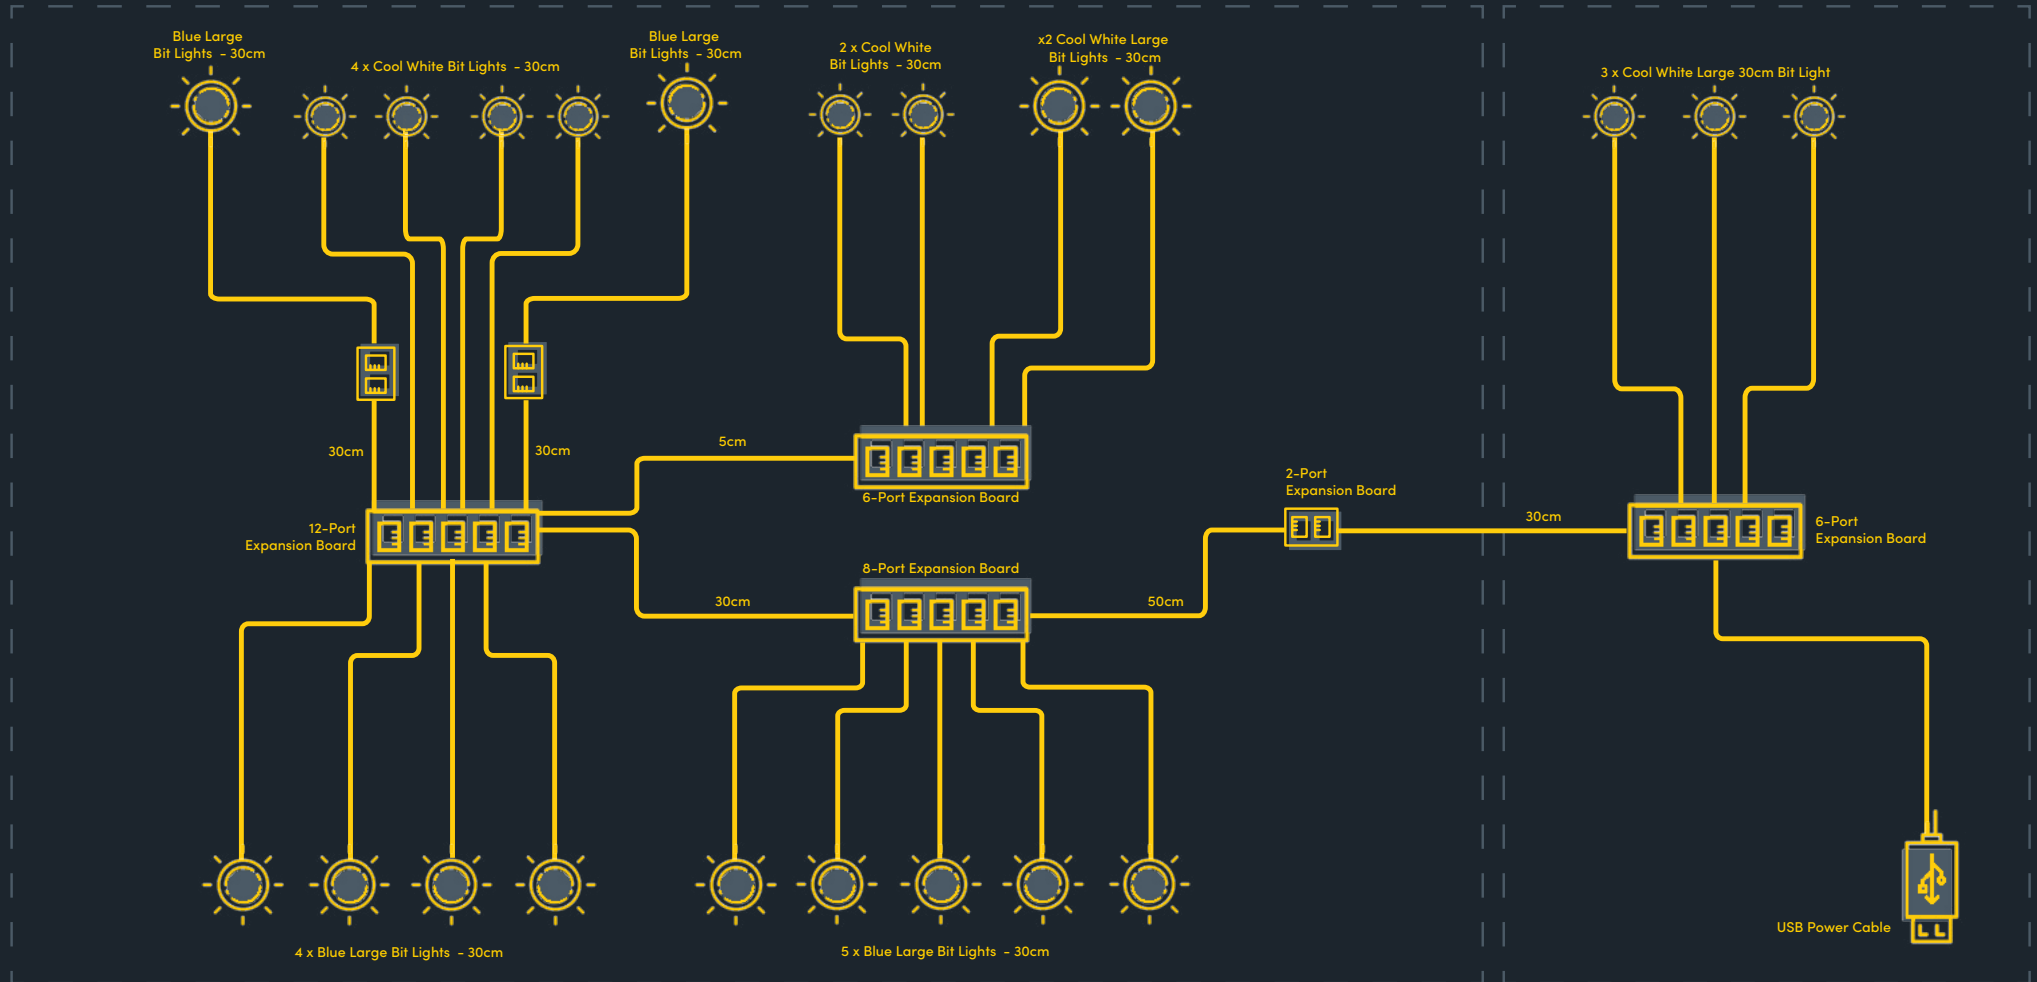 Blue Large
Bit Lights - 30cm
4 x Cool White Bit Lights - 30cm
Blue Large
Bit Lights - 30cm
2 x Cool White
Bit Lights - 30cm
x2 Cool White Large
Bit Lights - 30cm
3 x Cool White Large 30cm Bit Light
30cm
30cm
5cm
6-Port Expansion Board
2-Port
Expansion Board
12-Port
Expansion Board
30cm
6-Port
Expansion Board
8-Port Expansion Board
30cm
50cm
4 x Blue Large Bit Lights - 30cm
5 x Blue Large Bit Lights - 30cm
USB Power Cable